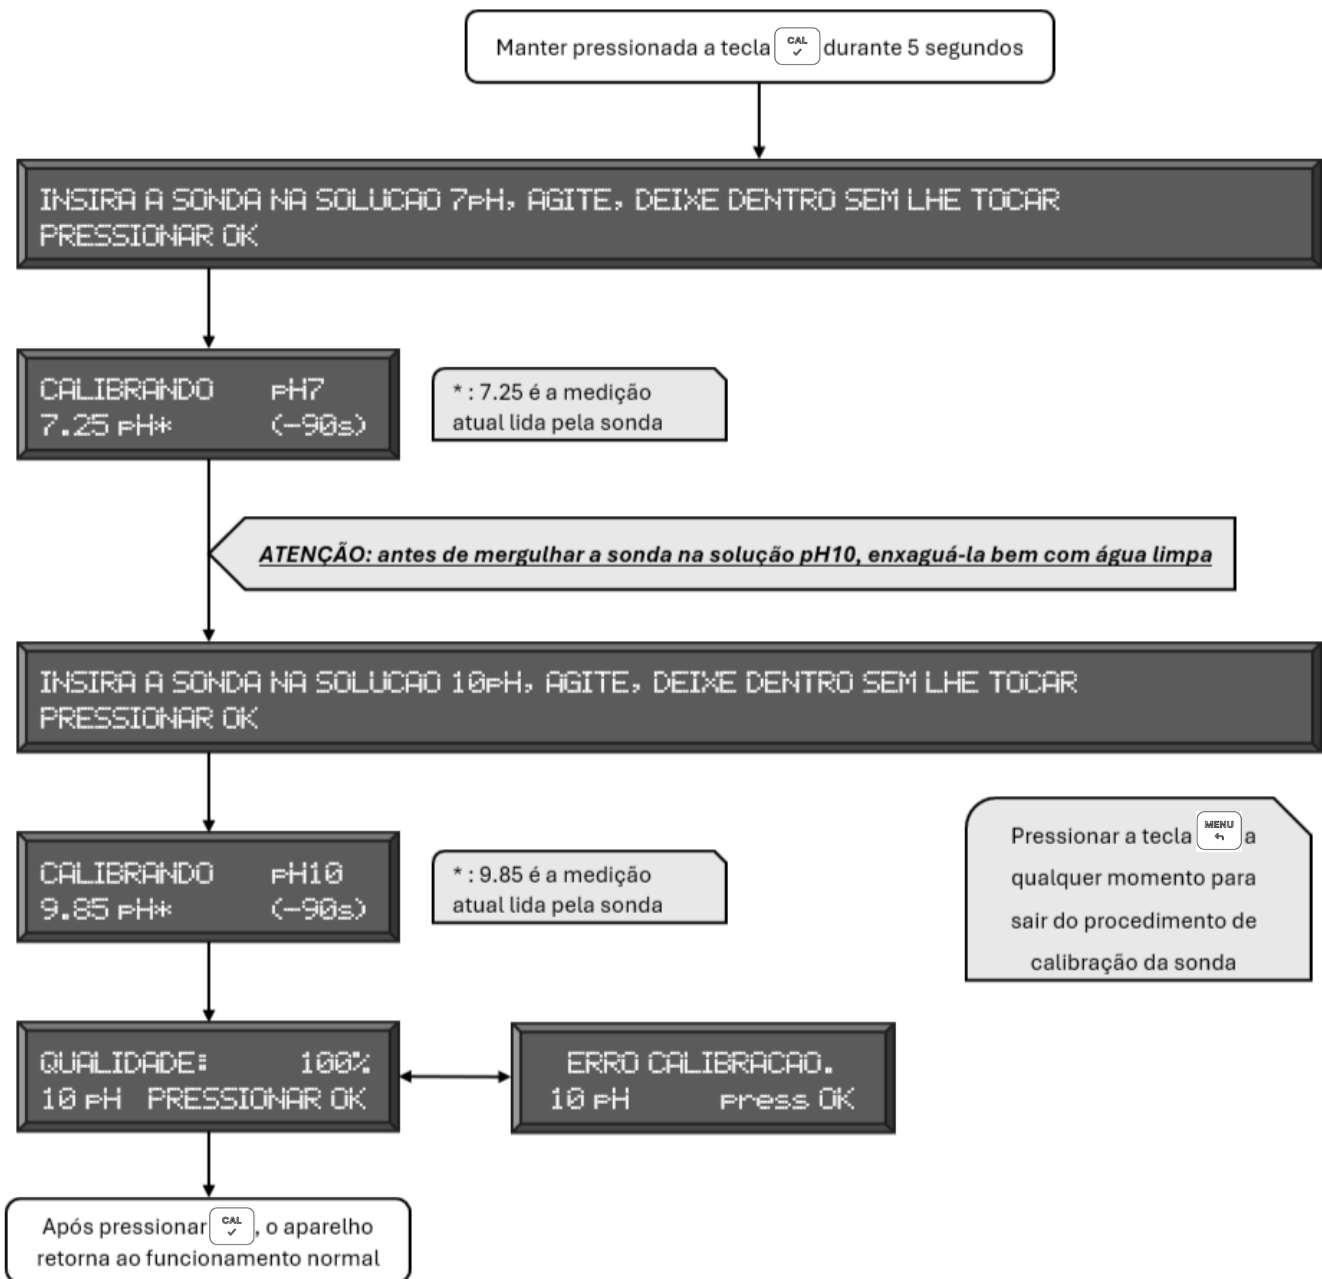 Manter pressionada a tecla CAL durante 5 segundos
INSIRA A SONDA NA SOLUCAO 7pH, AGITE, DEIXE DENTRO SEM LHE TOCAR
PRESSIONAR OK
CALIBRANDO pH7
7.25 pH* (-90s)
* : 7.25 é a medição
atual lida pela sonda
ATENÇÃO: antes de mergulhar a sonda na solução pH10, enxaguá-la bem com água limpa
INSIRA A SONDA NA SOLUCAO 10pH, AGITE, DEIXE DENTRO SEM LHE TOCAR
PRESSIONAR OK
CALIBRANDO pH10
9.85 pH* (-90s)
* : 9.85 é a medição
atual lida pela sonda
Pressionar a tecla MENU a
qualquer momento para
sair do procedimento de
calibração da sonda
QUALIDADE: 100%
10 pH PRESSIONAR OK
ERRO CALIBRACAO.
10 pH press OK
Após pressionar CAL, o aparelho
retorna ao funcionamento normal